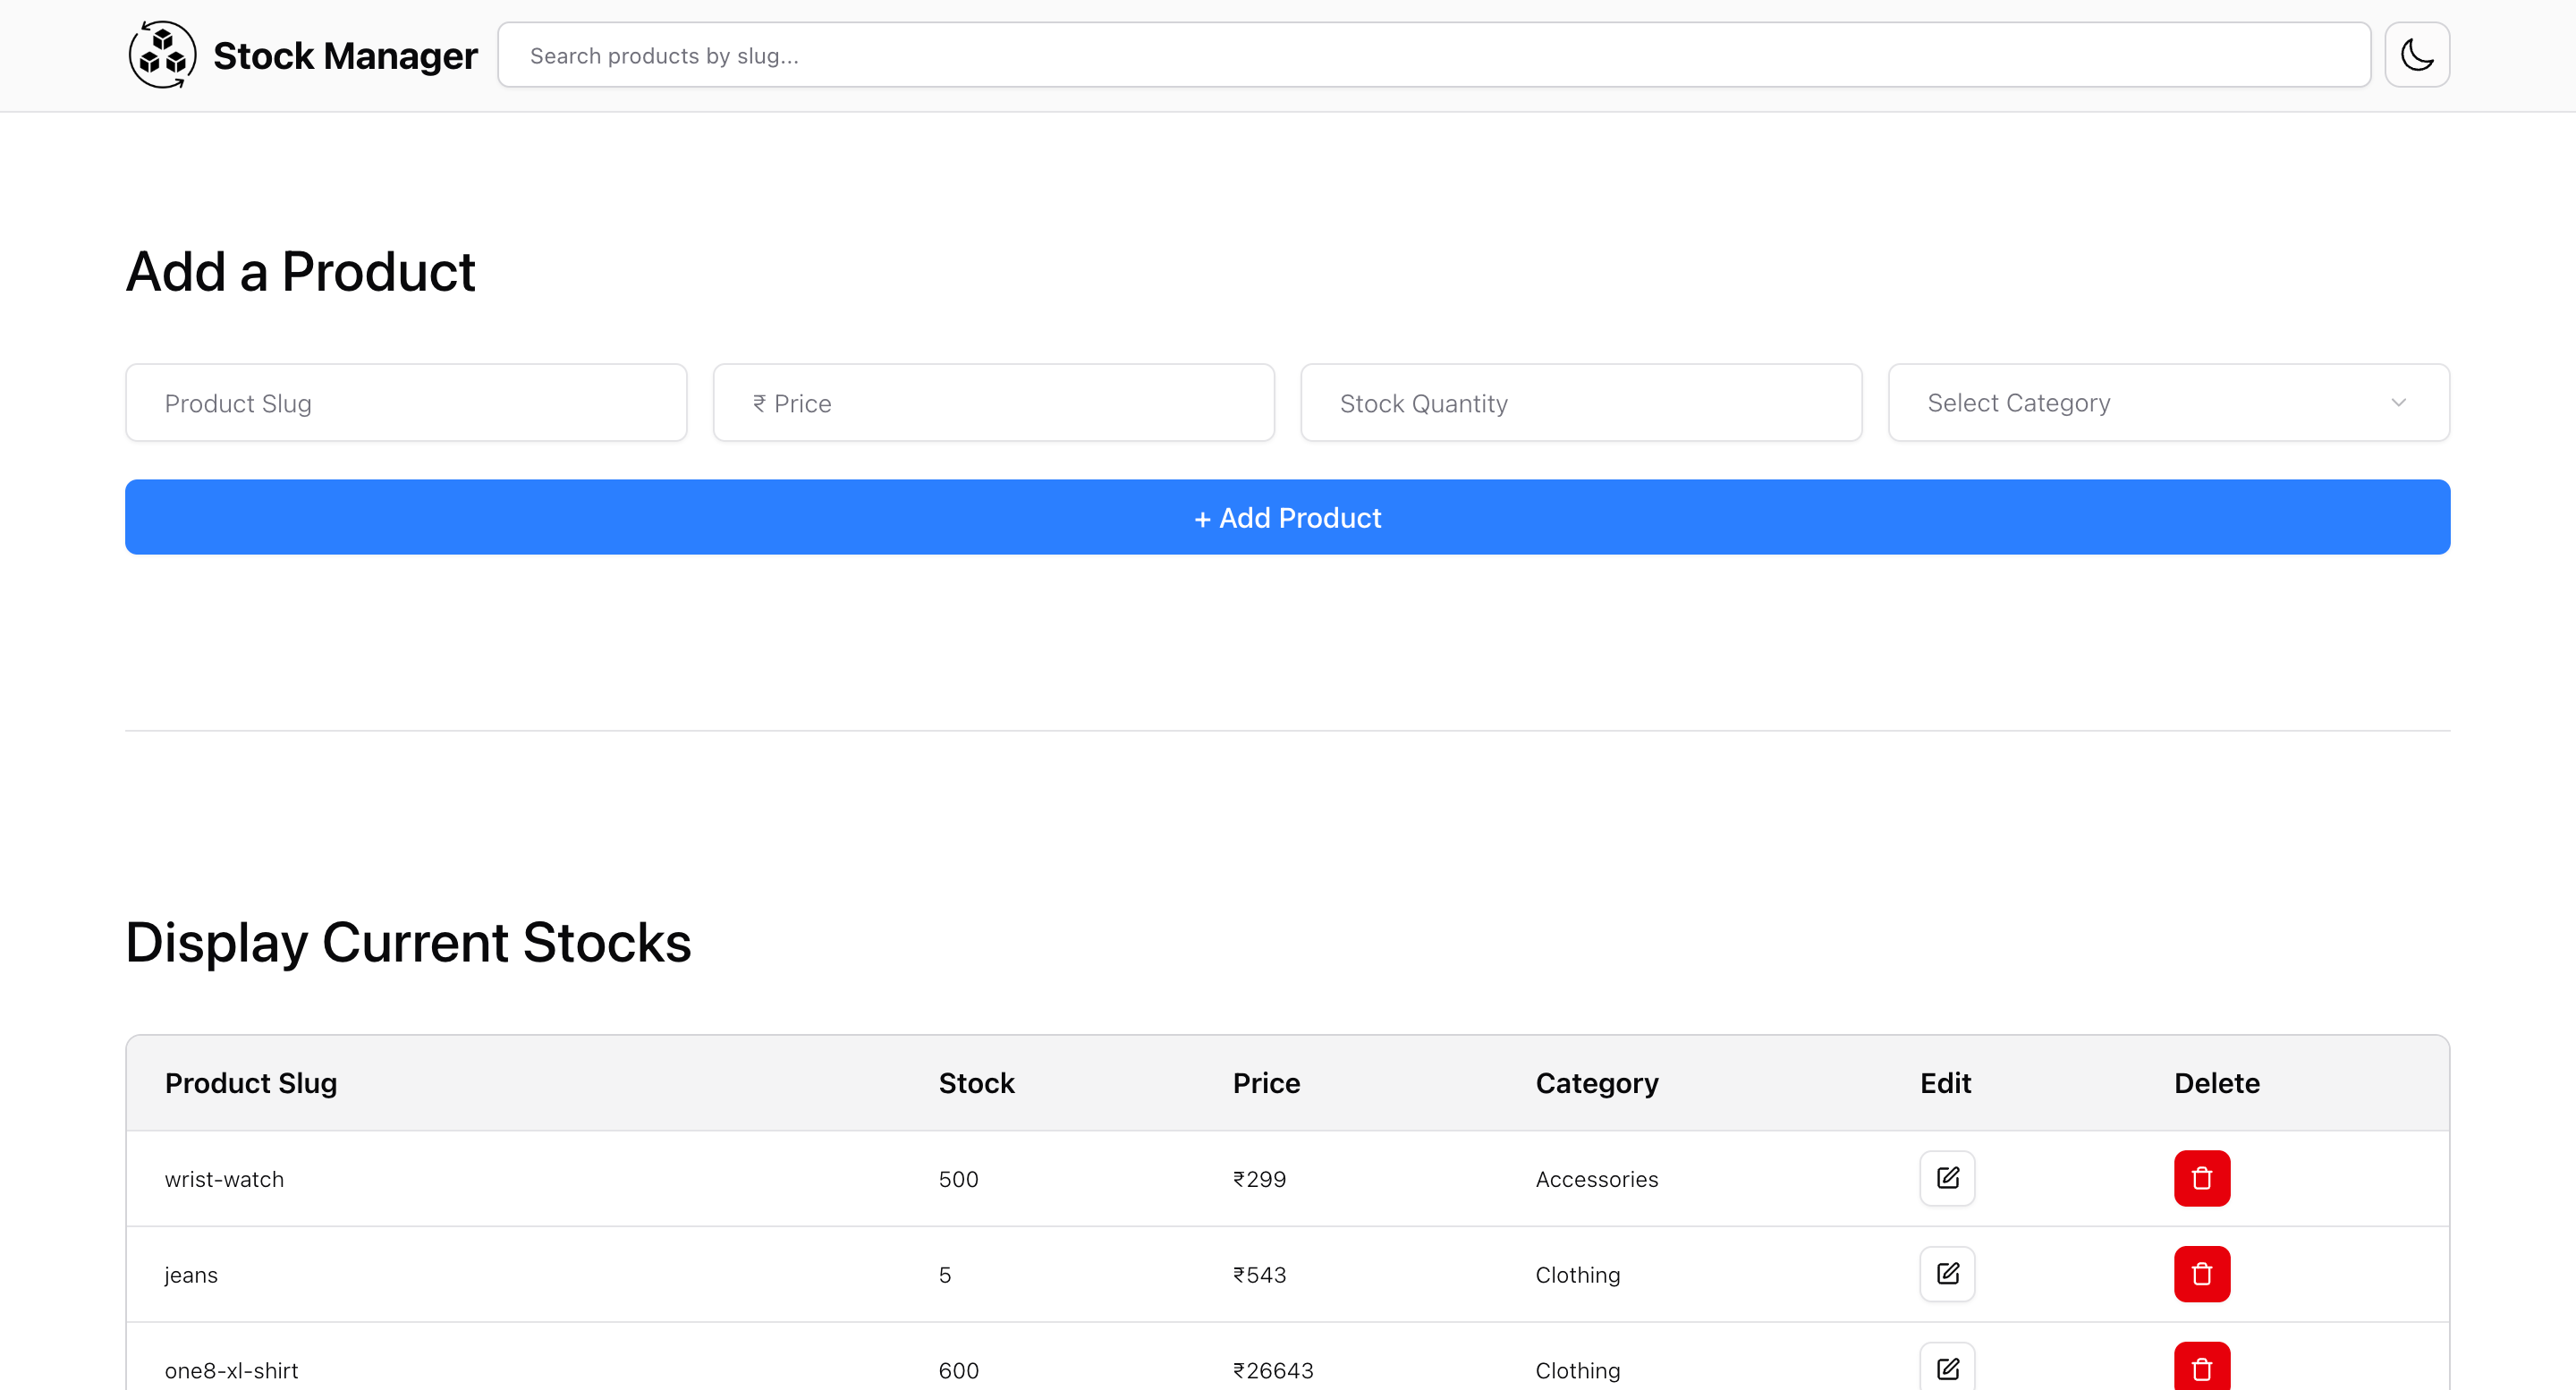 Stock Manager
Search products by slug...
Add a Product
Product Slug
₹ Price
Stock Quantity
Select Category
+ Add Product
Display Current Stocks
Product Slug Stock Price Category Edit Delete
wrist-watch 500 ₹299 Accessories
jeans 5 ₹543 Clothing
one8-xl-shirt 600 ₹26643 Clothing